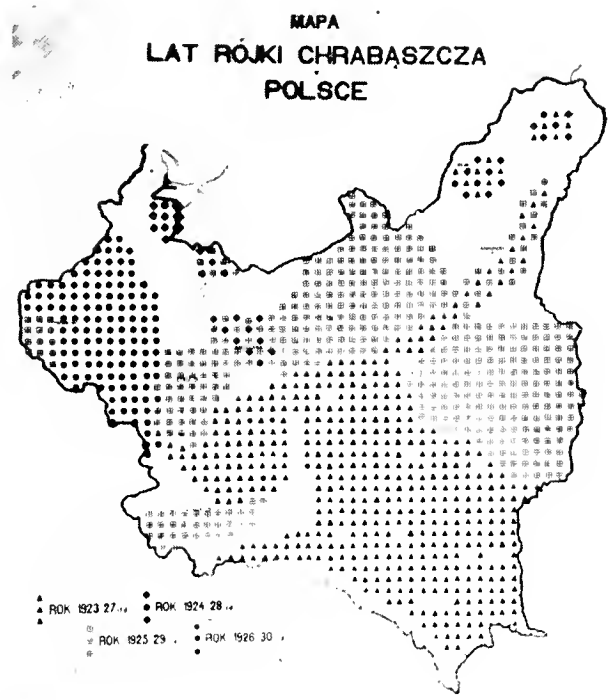 MAPA
LAT RÓJKI CHRABĄSZCZA
POLSCE
ROK 1923 27
ROK 1924 28
ROK 1925 29
ROK 1926 30